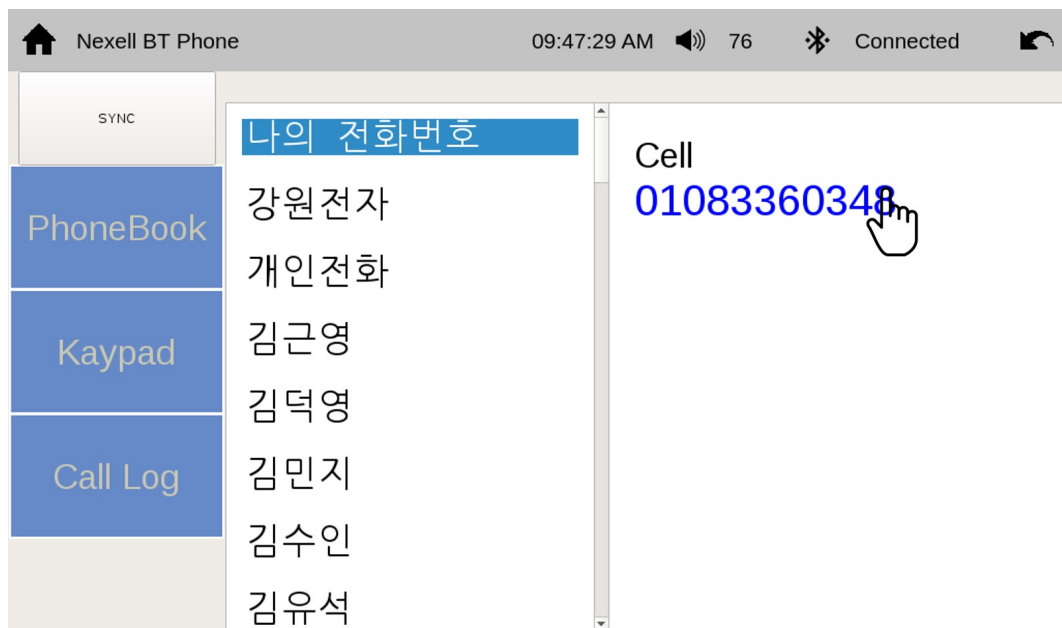 Nexell BT Phone 09:47:29 AM 76 Connected
SYNC
PhoneBook
Kaypad
Call Log
나의 전화번호
강원전자
개인전화
김근영
김덕영
김민지
김수인
김유석
Cell
01083360348